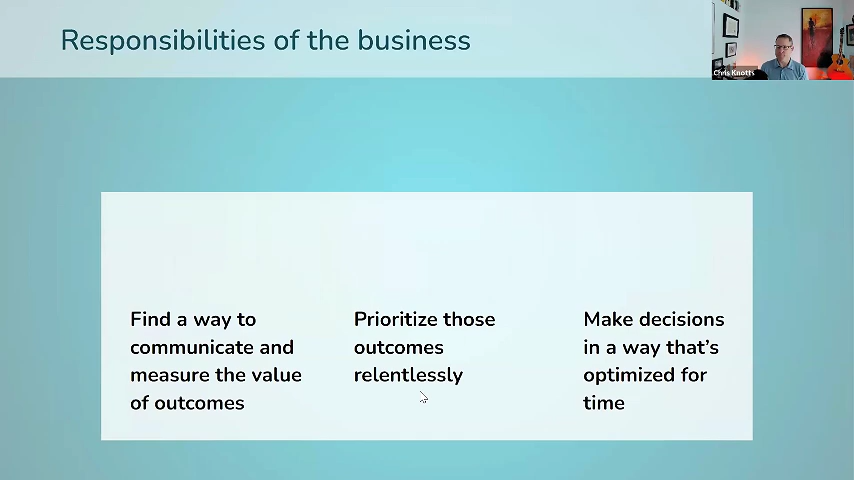 Responsibilities of the business
Chris Knotts
Find a way to
communicate and
measure the value
of outcomes
Prioritize those
outcomes
relentlessly
Make decisions
in a way that's
optimized for
time